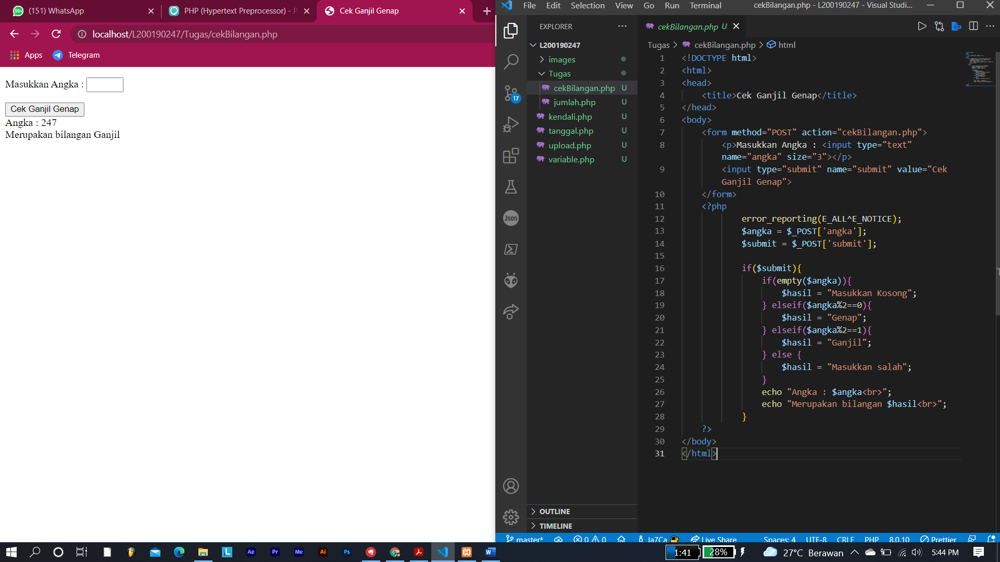 (151) WhatsApp
PHP (Hypertext Preprocessor) - P
Cek Ganjil Genap
localhost/L200190247/Tugas/cekBilangan.php
Apps
Telegram
Masukkan Angka :
Cek Ganjil Genap
Angka : 247
Merupakan bilangan Ganjil
File Edit Selection View Go Run Terminal
cekBilangan.php - L200190247 - Visual Studi...
EXPLORER
L200190247
images
Tugas
cekBilangan.php U
jumlah.php U
kendali.php U
tanggal.php U
upload.php U
variable.php U
OUTLINE
TIMELINE
17
Json
cekBilangan.php U
Tugas > cekBilangan.php > html
1 <!DOCTYPE html>
2 <html>
3 <head>
4 <title>Cek Ganjil Genap</title>
5 </head>
6 <body>
7 <form method="POST" action="cekBilangan.php">
8 <p>Masukkan Angka : <input type="text"
name="angka" size="3"></p>
9 <input type="submit" name="submit" value="Cek
Ganjil Genap">
10 </form>
11 <?php
12 error_reporting(E_ALL^E_NOTICE);
13 $angka = $_POST['angka'];
14 $submit = $_POST['submit'];
15
16 if($submit){
17 if(empty($angka)){
18 $hasil = "Masukkan Kosong";
19 } elseif($angka%2==0){
20 $hasil = "Genap";
21 } elseif($angka%2==1){
22 $hasil = "Ganjil";
23 } else {
24 $hasil = "Masukkan salah";
25 }
26 echo "Angka : $angka<br>";
27 echo "Merupakan bilangan $hasil<br>";
28 }
29 ?>
30 </body>
31 </html>
master* 0 0 Ja7Ca Live Share Spaces: 4 UTF-8 CRLF PHP 8.0.10 Prettier
L Ae Pr Me Ai Ps W
1:41 28% 27°C Berawan 5:44 PM